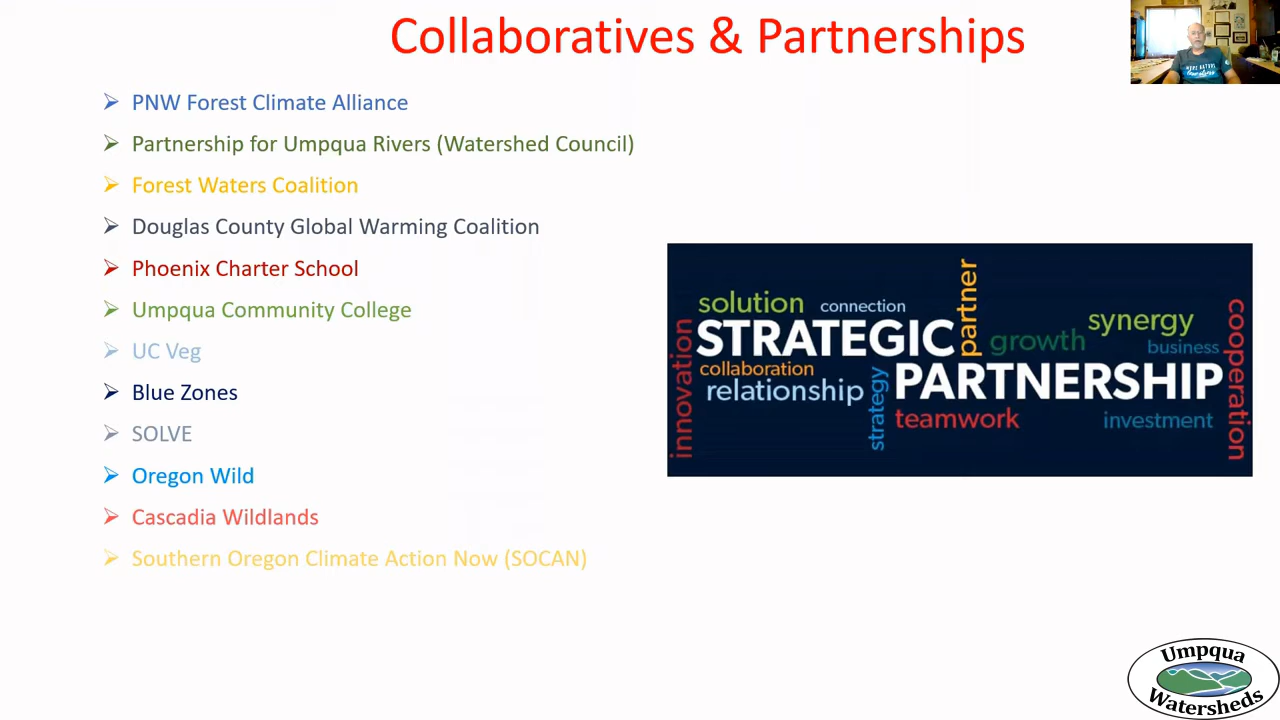 Collaboratives & Partnerships
PNW Forest Climate Alliance
Partnership for Umpqua Rivers (Watershed Council)
Forest Waters Coalition
Douglas County Global Warming Coalition
Phoenix Charter School
Umpqua Community College
UC Veg
Blue Zones
SOLVE
Oregon Wild
Cascadia Wildlands
Southern Oregon Climate Action Now (SOCAN)
innovation
solution
connection
STRATEGIC
partner
collaboration
relationship
strategy
growth
synergy
business
PARTNERSHIP
teamwork
investment
cooperation
Umpqua
Watersheds